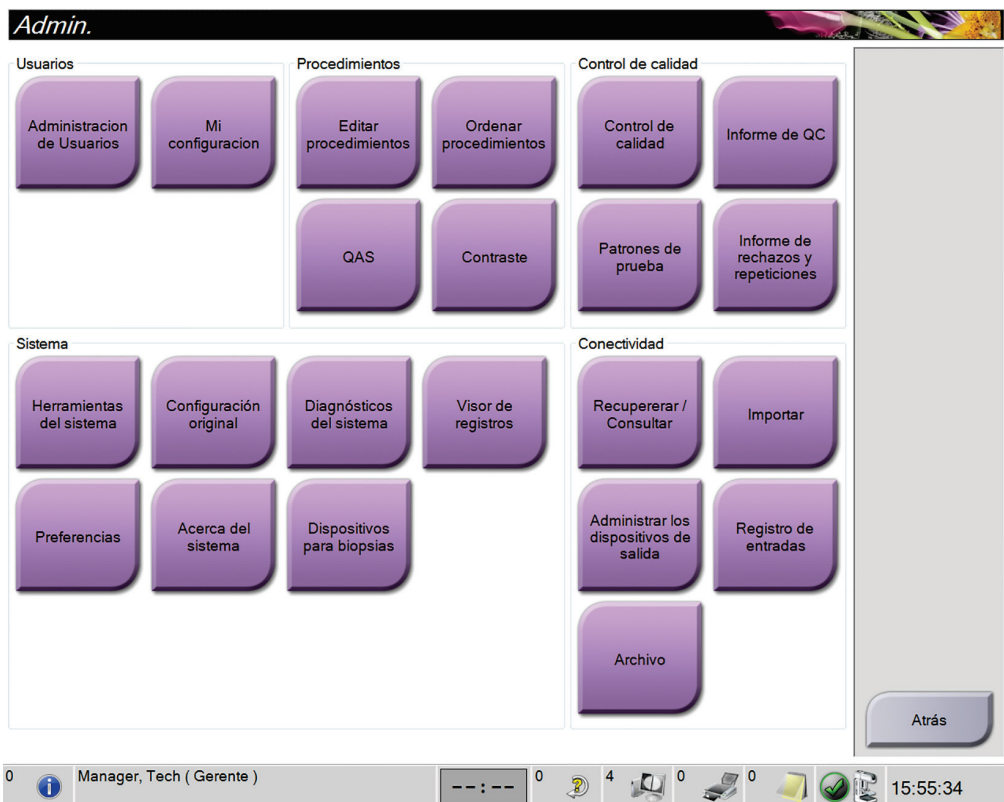 Admin.
Usuarios
Administracion
de Usuarios
Mi
configuracion
Procedimientos
Editar
procedimientos
Ordenar
procedimientos
QAS
Contraste
Control de calidad
Control de
calidad
Informe de QC
Patrones de
prueba
Informe de
rechazos y
repeticiones
Sistema
Herramientas
del sistema
Configuración
original
Diagnósticos
del sistema
Visor de
registros
Preferencias
Acerca del
sistema
Dispositivos
para biopsias
Conectividad
Recupererar /
Consultar
Importar
Administrar los
dispositivos de
salida
Registro de
entradas
Archivo
Atrás
0
Manager, Tech ( Gerente )
--:--
0
4
0
0
15:55:34